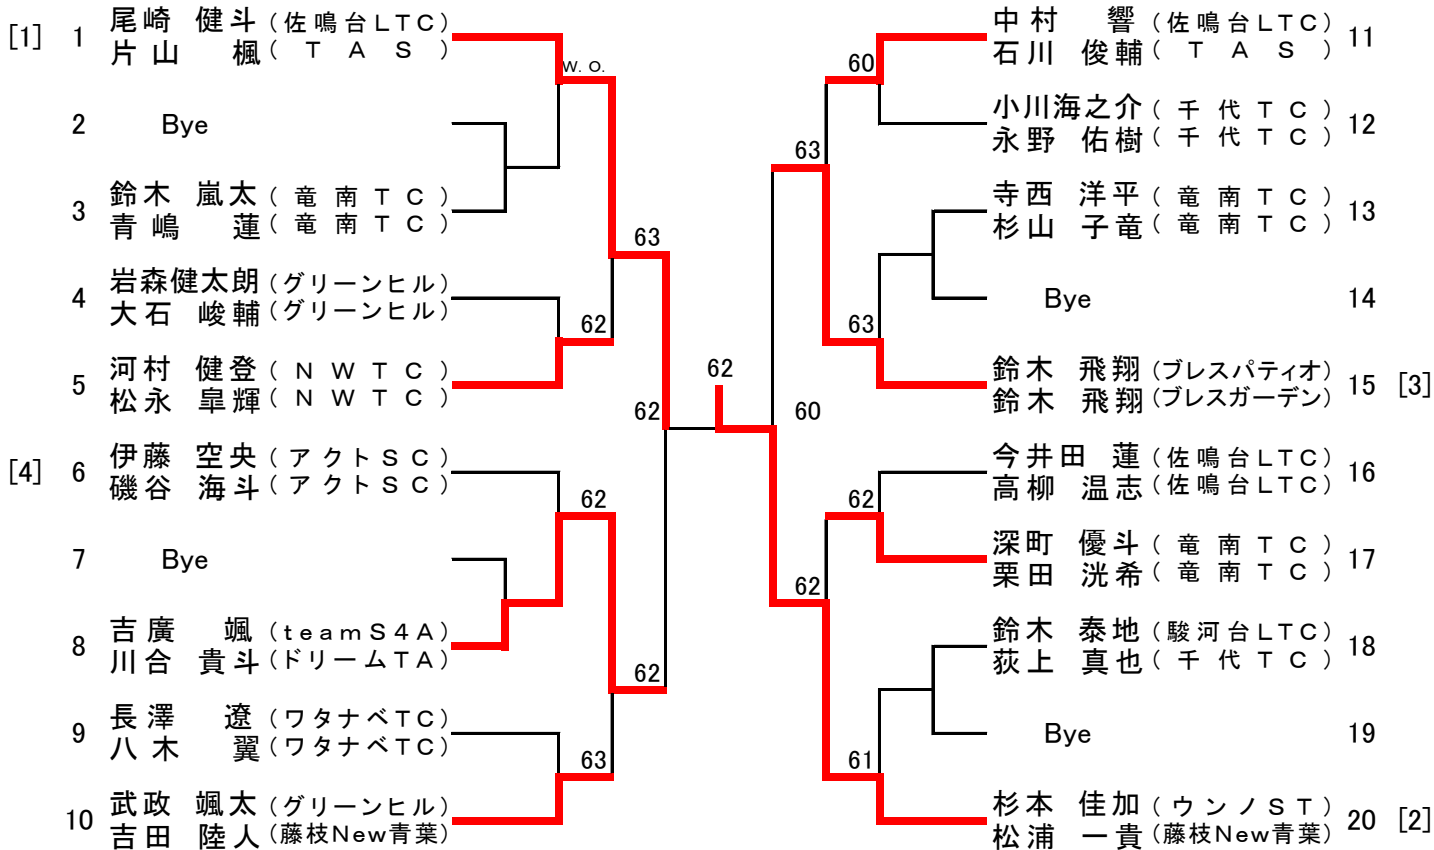 [1] 1 尾崎 健斗 (佐鳴台LTC)
片山 楓 (TAS)
w.o.
2 Bye
3 鈴木 嵐太 (竜南TC)
青嶋 蓮 (竜南TC)
63
4 岩森健太朗 (グリーンヒル)
大石 峻輔 (グリーンヒル)
62
5 河村 健登 (NWTC)
松永 皐輝 (NWTC)
62
[4] 6 伊藤 空央 (アクトSC)
磯谷 海斗 (アクトSC)
62
7 Bye
8 吉廣 颯 (teamS4A)
川合 貴斗 (ドリームTA)
62
9 長澤 遼 (ワタナベTC)
八木 翼 (ワタナベTC)
63
10 武政 颯太 (グリーンヒル)
吉田 陸人 (藤枝New青葉)
62
中村 響 (佐鳴台LTC) 11
石川 俊輔 (TAS)
60
小川海之介 (千代TC) 12
永野 佑樹 (千代TC)
63
寺西 洋平 (竜南TC) 13
杉山 子竜 (竜南TC)
Bye 14
63
鈴木 飛翔 (ブレスパティオ) 15 [3]
鈴木 飛翔 (ブレスガーデン)
60
今井田 蓮 (佐鳴台LTC) 16
高柳 温志 (佐鳴台LTC)
62
深町 優斗 (竜南TC) 17
栗田 洸希 (竜南TC)
62
鈴木 泰地 (駿河台LTC) 18
荻上 真也 (千代TC)
Bye 19
61
杉本 佳加 (ウンノST) 20 [2]
松浦 一貴 (藤枝New青葉)